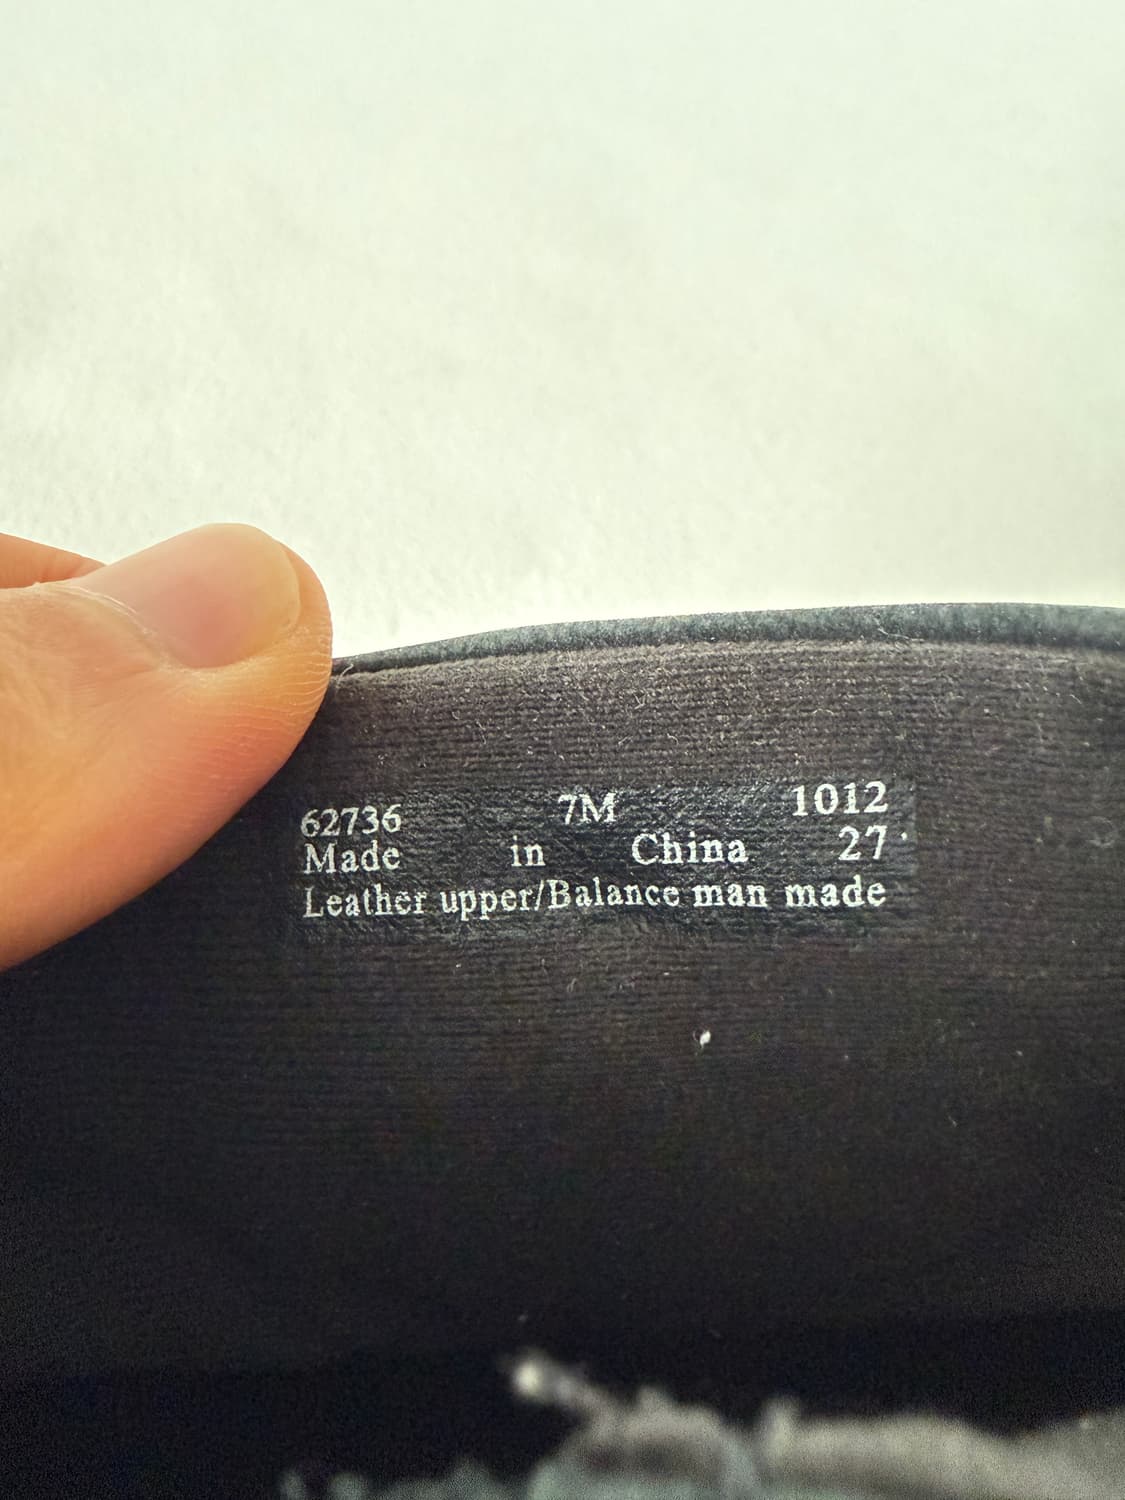 62736 7M 1012
Made in China 27
Leather upper/Balance man made